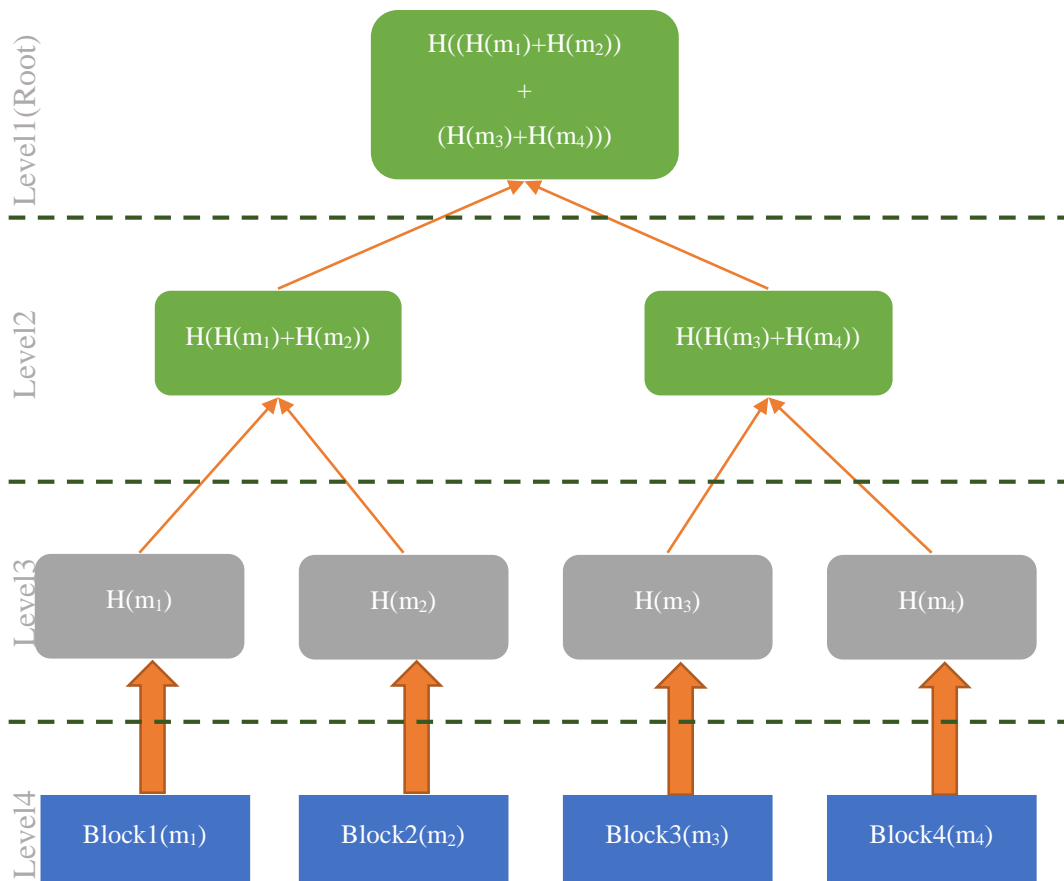 Level1(Root)
H((H(m₁)+H(m₂))
+
(H(m₃)+H(m₄)))
Level2
H(H(m₁)+H(m₂))
H(H(m₃)+H(m₄))
Level3
H(m₁)
H(m₂)
H(m₃)
H(m₄)
Level4
Block1(m₁)
Block2(m₂)
Block3(m₃)
Block4(m₄)